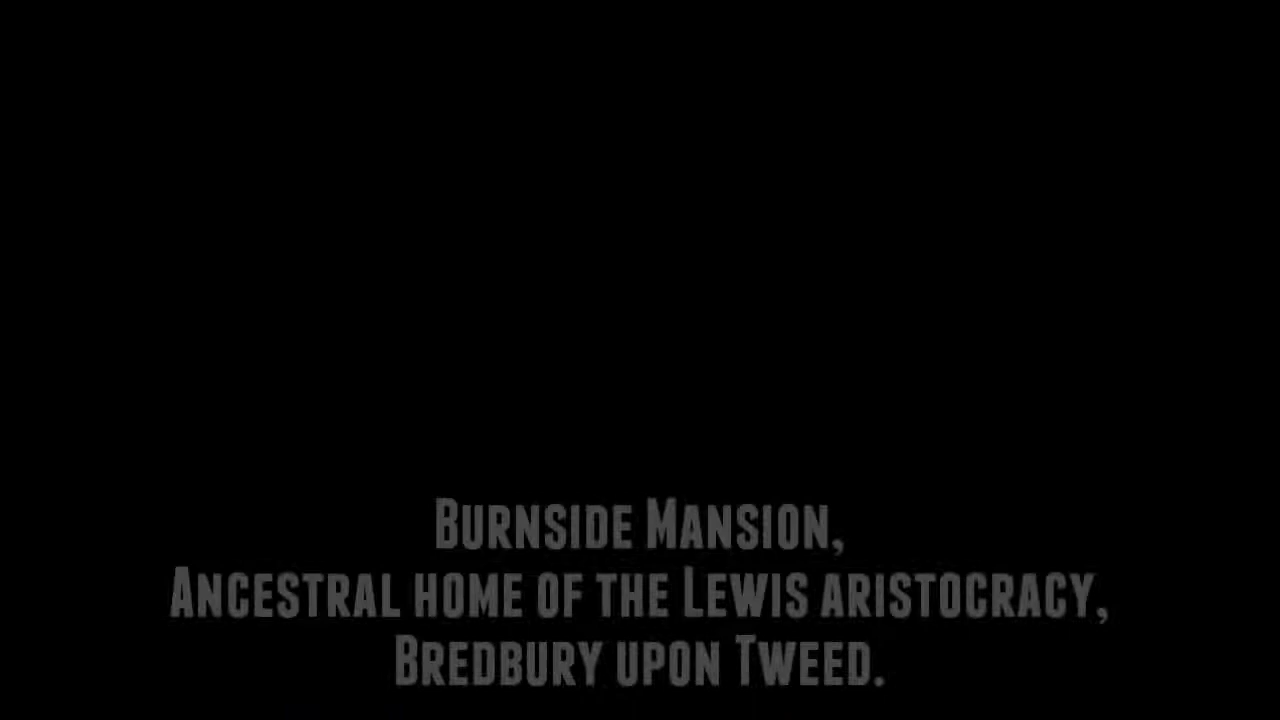 Burnside Mansion,
Ancestral home of the Lewis aristocracy,
Bredbury upon Tweed.